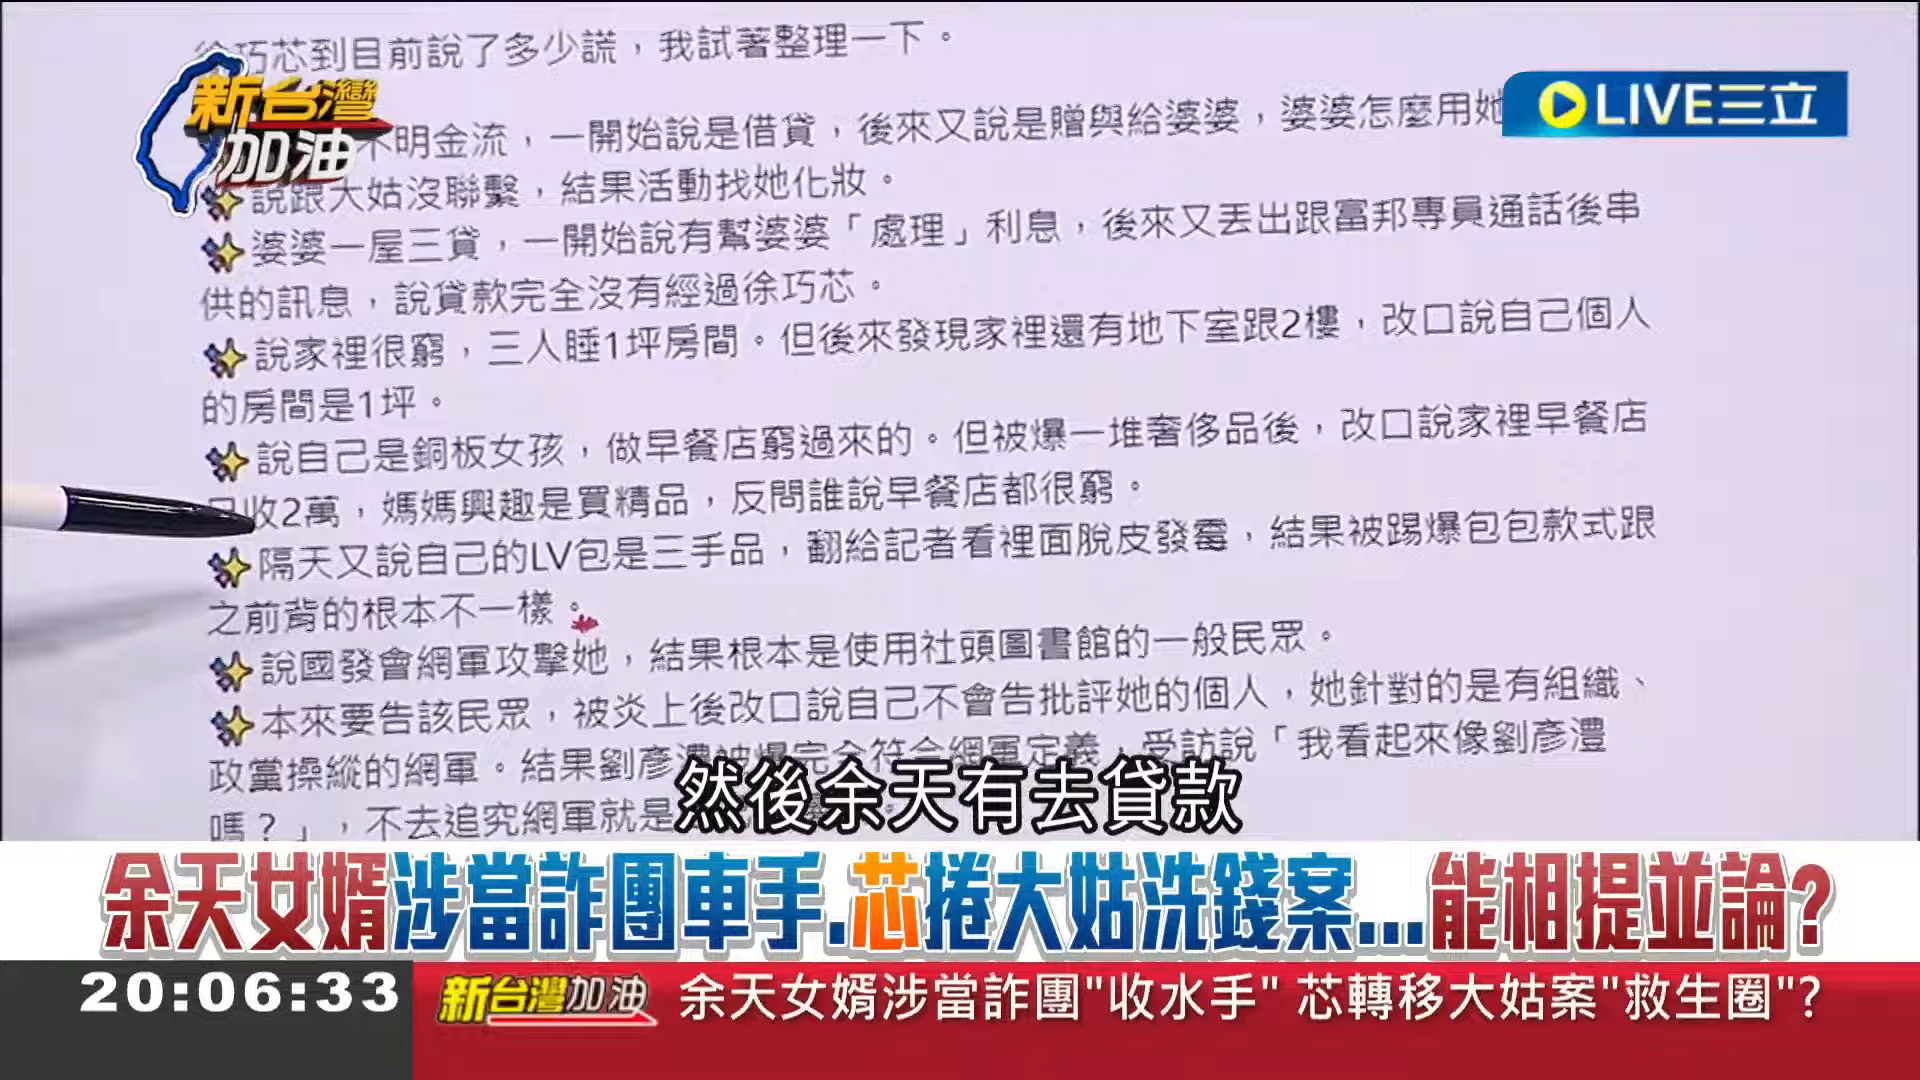 徐巧芯到目前說了多少謊，我試著整理一下。
LIVE三立
新台灣
加油
不明金流，一開始說是借貸，後來又說是贈與給婆婆，婆婆怎麼用她
說跟大姑沒聯繫，結果活動找她化妝。
婆婆一屋三貸，一開始說有幫婆婆「處理」利息，後來又丟出跟富邦專員通話後串
供的訊息，說貸款完全沒有經過徐巧芯。
說家裡很窮，三人睡1坪房間。但後來發現家裡還有地下室跟2樓，改口說自己個人
的房間是1坪。
說自己是銅板女孩，做早餐店窮過來的。但被爆一堆奢侈品後，改口說家裡早餐店
收2萬，媽媽興趣是買精品，反問誰說早餐店都很窮。
隔天又說自己的LV包是三手品，翻給記者看裡面脫皮發霉，結果被踢爆包包款式跟
之前背的根本不一樣。
說國發會網軍攻擊她，結果根本是使用社頭圖書館的一般民眾。
本來要告該民眾，被炎上後改口說自己不會告批評她的個人，她針對的是有組織、
政黨操縱的網軍。結果劉彥澧被爆完全符合網軍定義，受訪說「我看起來像劉彥澧
嗎？」，不去追究網軍就是
然後余天有去貸款
余天女婿涉當詐團車手.芯捲大姑洗錢案...能相提並論?
20:06:33
新台灣加油
余天女婿涉當詐團"收水手" 芯轉移大姑案"救生圈"?